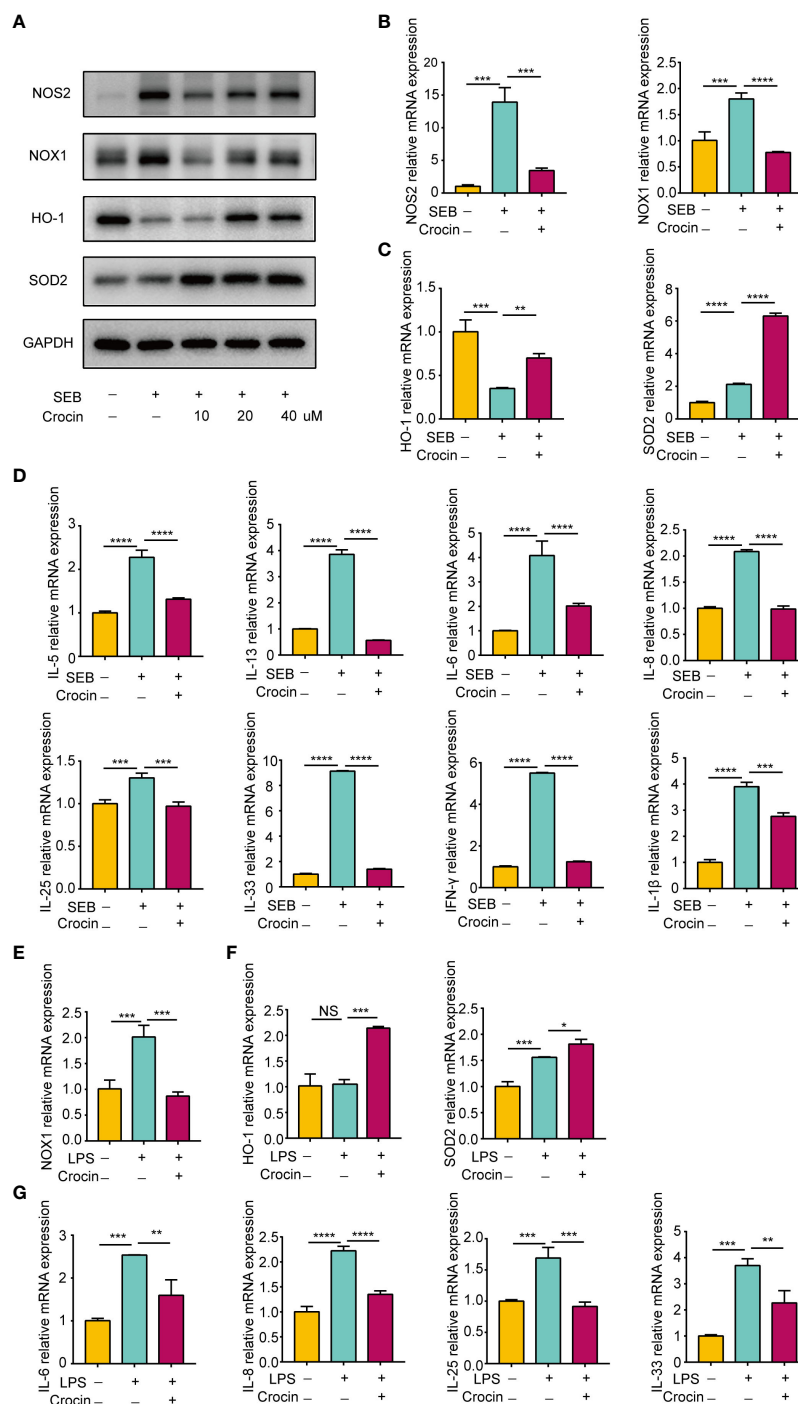 A
NOS2
NOX1
HO-1
SOD2
GAPDH
SEB – + + + +
Crocin – – 10 20 40 uM
B
NOS2 relative mRNA expression
20
15
10
5
0
*** ***
SEB – + +
Crocin – – +
NOX1 relative mRNA expression
2.5
2.0
1.5
1.0
0.5
0.0
*** ****
SEB – + +
Crocin – – +
C
HO-1 relative mRNA expression
1.5
1.0
0.5
0.0
*** **
SEB – + +
Crocin – – +
SOD2 relative mRNA expression
8
6
4
2
0
**** ****
SEB – + +
Crocin – – +
D
IL-5 relative mRNA expression
3
2
1
0
**** ****
SEB – + +
Crocin – – +
IL-13 relative mRNA expression
5
4
3
2
1
0
**** ****
SEB – + +
Crocin – – +
IL-6 relative mRNA expression
6
5
4
3
2
1
0
**** ****
SEB – + +
Crocin – – +
IL-8 relative mRNA expression
2.5
2.0
1.5
1.0
0.5
0.0
**** ****
SEB – + +
Crocin – – +
IL-25 relative mRNA expression
1.5
1.0
0.5
0.0
*** ***
SEB – + +
Crocin – – +
IL-33 relative mRNA expression
10
8
6
4
2
0
**** ****
SEB – + +
Crocin – – +
IFN-γ relative mRNA expression
6
4
2
0
**** ****
SEB – + +
Crocin – – +
IL-1β relative mRNA expression
5
4
3
2
1
0
**** ***
SEB – + +
Crocin – – +
E
NOX1 relative mRNA expression
2.5
2.0
1.5
1.0
0.5
0.0
*** ***
LPS – + +
Crocin – – +
F
HO-1 relative mRNA expression
2.5
2.0
1.5
1.0
0.5
0.0
NS ***
LPS – + +
Crocin – – +
SOD2 relative mRNA expression
2.5
2.0
1.5
1.0
0.5
0.0
*** *
LPS – + +
Crocin – – +
G
IL-6 relative mRNA expression
3
2
1
0
*** **
LPS – + +
Crocin – – +
IL-8 relative mRNA expression
2.5
2.0
1.5
1.0
0.5
0.0
**** ****
LPS – + +
Crocin – – +
IL-25 relative mRNA expression
2.0
1.5
1.0
0.5
0.0
*** ***
LPS – + +
Crocin – – +
IL-33 relative mRNA expression
5
4
3
2
1
0
*** **
LPS – + +
Crocin – – +